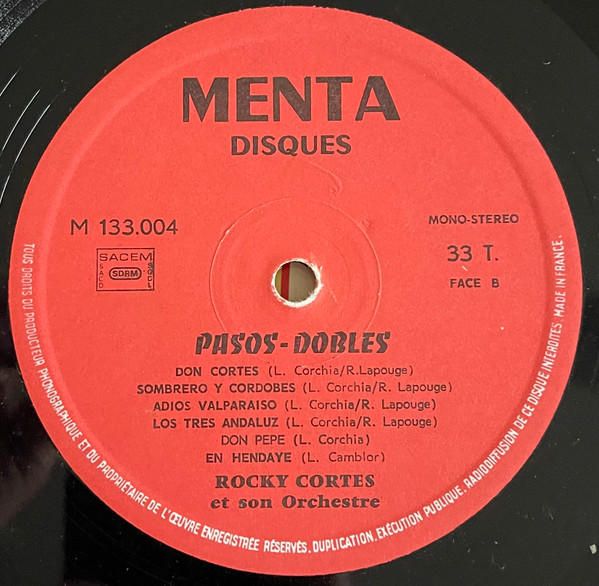 MENTA
DISQUES
M 133.004
MONO-STEREO
33 T.
FACE B
SACEM
SACD
SDRM
SGDL
PASOS-DOBLES
DON CORTES (L. Corchia/R.Lapouge)
SOMBRERO Y CORDOBES (L. Corchia/R. Lapouge)
ADIOS VALPARAISO (L. Corchia/R. Lapouge)
LOS TRES ANDALUZ (L. Corchia/R. Lapouge)
DON PEPE (L. Corchia)
EN HENDAYE (L. Camblor)
ROCKY CORTES
et son Orchestre
TOUS DROITS DU PRODUCTEUR PHONOGRAPHIQUE ET DU PROPRIÉTAIRE DE L'ŒUVRE ENREGISTRÉE RÉSERVÉS. DUPLICATION, EXÉCUTION PUBLIQUE, RADIODIFFUSION DE CE DISQUE INTERDITES. MADE IN FRANCE.